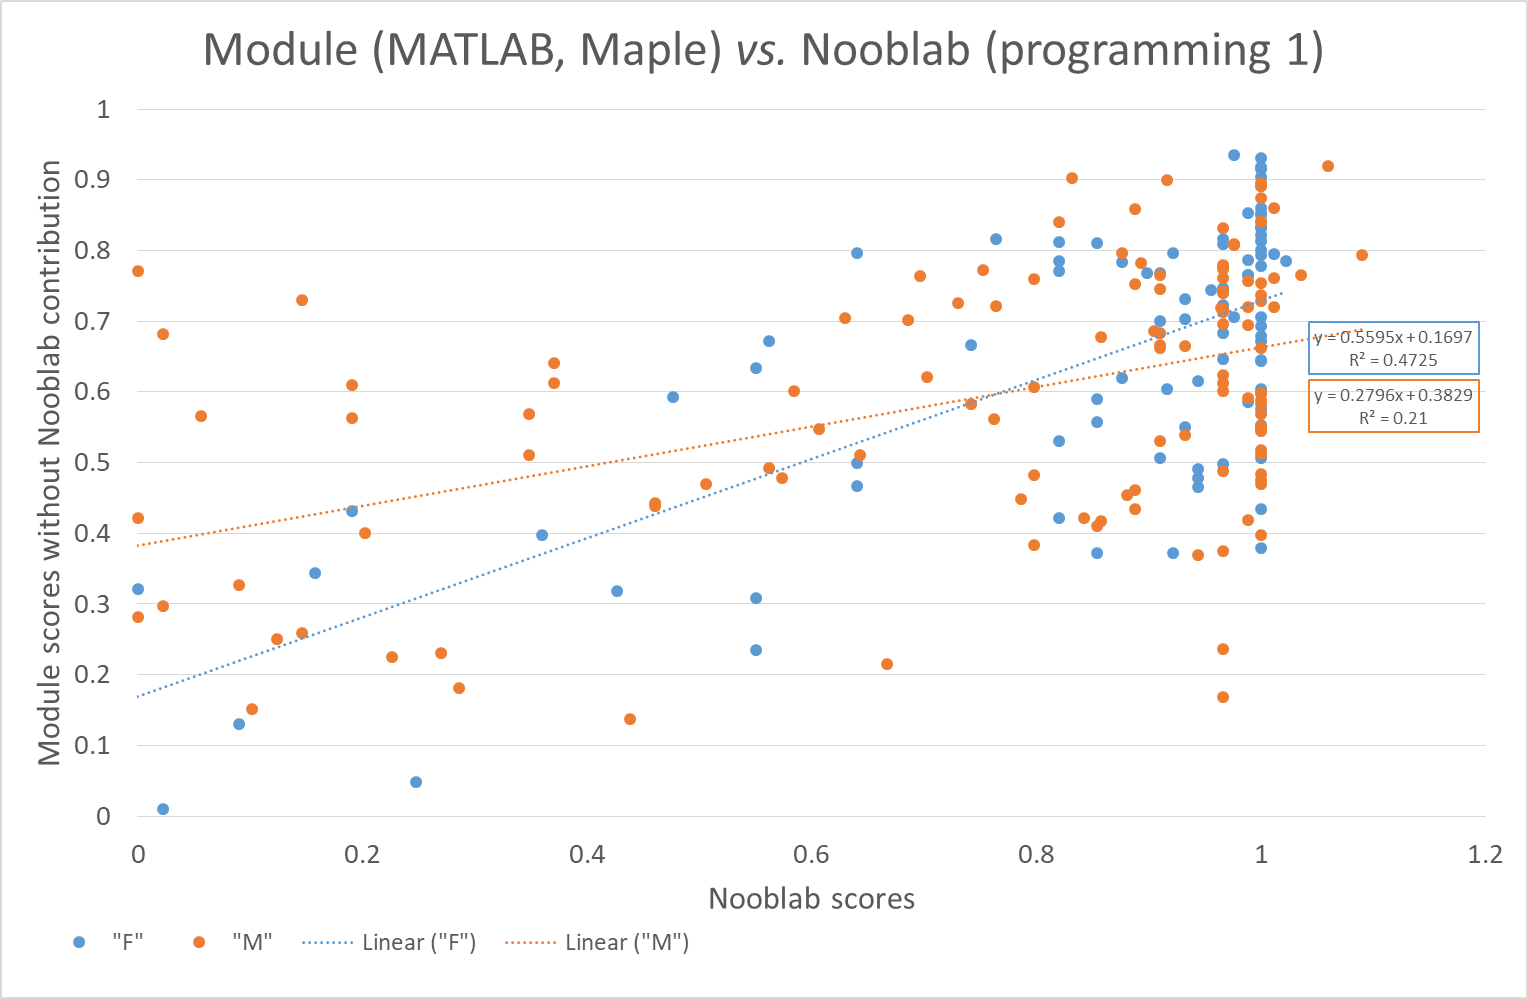 Module (MATLAB, Maple) vs. Nooblab (programming 1)
Module scores without Nooblab contribution
1
0.9
0.8
0.7
0.6
0.5
0.4
0.3
0.2
0.1
0
y = 0.5595x + 0.1697
R² = 0.4725
y = 0.2796x + 0.3829
R² = 0.21
0 0.2 0.4 0.6 0.8 1 1.2
Nooblab scores
"F" "M" Linear ("F") Linear ("M")